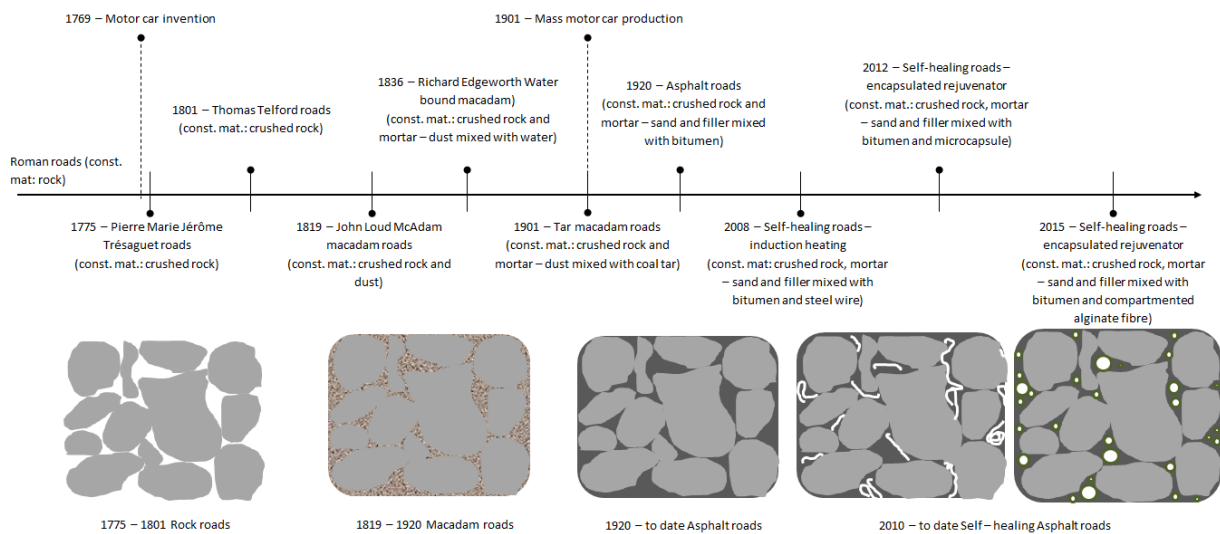 1769 – Motor car invention
1901 – Mass motor car production
1801 – Thomas Telford roads
(const. mat.: crushed rock)
1836 – Richard Edgeworth Water
bound macadam)
(const. mat.: crushed rock and
mortar – dust mixed with water)
1920 – Asphalt roads
(const. mat.: crushed rock and
mortar – sand and filler mixed
with bitumen)
2012 – Self-healing roads –
encapsulated rejuvenator
(const. mat.: crushed rock, mortar
– sand and filler mixed with
bitumen and microcapsule)
Roman roads (const.
mat: rock)
1775 – Pierre Marie Jérôme
Trésaguet roads
(const. mat.: crushed rock)
1819 – John Loud McAdam
macadam roads
(const. mat.: crushed rock and
dust)
1901 – Tar macadam roads
(const. mat.: crushed rock and
mortar – dust mixed with coal tar)
2008 – Self-healing roads –
induction heating
(const. mat: crushed rock, mortar
– sand and filler mixed with
bitumen and steel wire)
2015 – Self-healing roads –
encapsulated rejuvenator
(const. mat.: crushed rock, mortar
– sand and filler mixed with
bitumen and compartmented
alginate fibre)
1775 – 1801 Rock roads
1819 – 1920 Macadam roads
1920 – to date Asphalt roads
2010 – to date Self – healing Asphalt roads